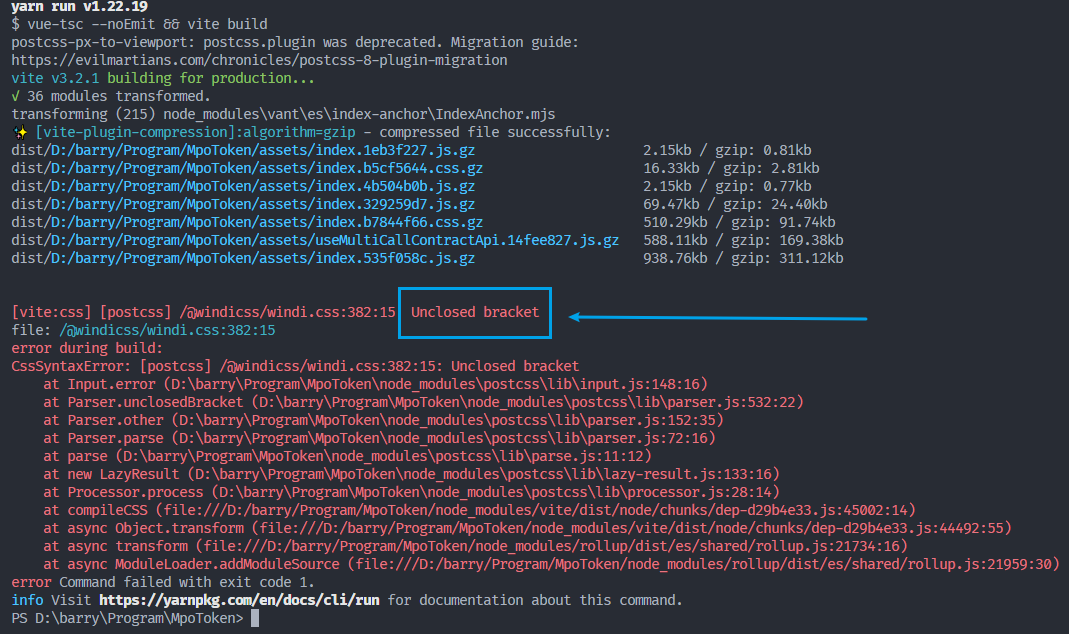 yarn run v1.22.19
$ vue-tsc --noEmit && vite build
postcss-px-to-viewport: postcss.plugin was deprecated. Migration guide:
https://evilmartians.com/chronicles/postcss-8-plugin-migration
vite v3.2.1 building for production...
√ 36 modules transformed.
transforming (215) node_modules\vant\es\index-anchor\IndexAnchor.mjs
✨ [vite-plugin-compression]:algorithm=gzip - compressed file successfully:
dist/D:/barry/Program/MpoToken/assets/index.1eb3f227.js.gz 2.15kb / gzip: 0.81kb
dist/D:/barry/Program/MpoToken/assets/index.b5cf5644.css.gz 16.33kb / gzip: 2.81kb
dist/D:/barry/Program/MpoToken/assets/index.4b504b0b.js.gz 2.15kb / gzip: 0.77kb
dist/D:/barry/Program/MpoToken/assets/index.329259d7.js.gz 69.47kb / gzip: 24.40kb
dist/D:/barry/Program/MpoToken/assets/index.b7844f66.css.gz 510.29kb / gzip: 91.74kb
dist/D:/barry/Program/MpoToken/assets/useMultiCallContractApi.14fee827.js.gz 588.11kb / gzip: 169.38kb
dist/D:/barry/Program/MpoToken/assets/index.535f058c.js.gz 938.76kb / gzip: 311.12kb
[vite:css] [postcss] /@windicss/windi.css:382:15 Unclosed bracket
file: /@windicss/windi.css:382:15
error during build:
CssSyntaxError: [postcss] /@windicss/windi.css:382:15: Unclosed bracket
at Input.error (D:\barry\Program\MpoToken\node_modules\postcss\lib\input.js:148:16)
at Parser.unclosedBracket (D:\barry\Program\MpoToken\node_modules\postcss\lib\parser.js:532:22)
at Parser.other (D:\barry\Program\MpoToken\node_modules\postcss\lib\parser.js:152:35)
at Parser.parse (D:\barry\Program\MpoToken\node_modules\postcss\lib\parser.js:72:16)
at parse (D:\barry\Program\MpoToken\node_modules\postcss\lib\parse.js:11:12)
at new LazyResult (D:\barry\Program\MpoToken\node_modules\postcss\lib\lazy-result.js:133:16)
at Processor.process (D:\barry\Program\MpoToken\node_modules\postcss\lib\processor.js:28:14)
at compileCSS (file:///D:/barry/Program/MpoToken/node_modules/vite/dist/node/chunks/dep-d29b4e33.js:45002:14)
at async Object.transform (file:///D:/barry/Program/MpoToken/node_modules/vite/dist/node/chunks/dep-d29b4e33.js:44492:55)
at async transform (file:///D:/barry/Program/MpoToken/node_modules/rollup/dist/es/shared/rollup.js:21734:16)
at async ModuleLoader.addModuleSource (file:///D:/barry/Program/MpoToken/node_modules/rollup/dist/es/shared/rollup.js:21959:30)
error Command failed with exit code 1.
info Visit https://yarnpkg.com/en/docs/cli/run for documentation about this command.
PS D:\barry\Program\MpoToken>